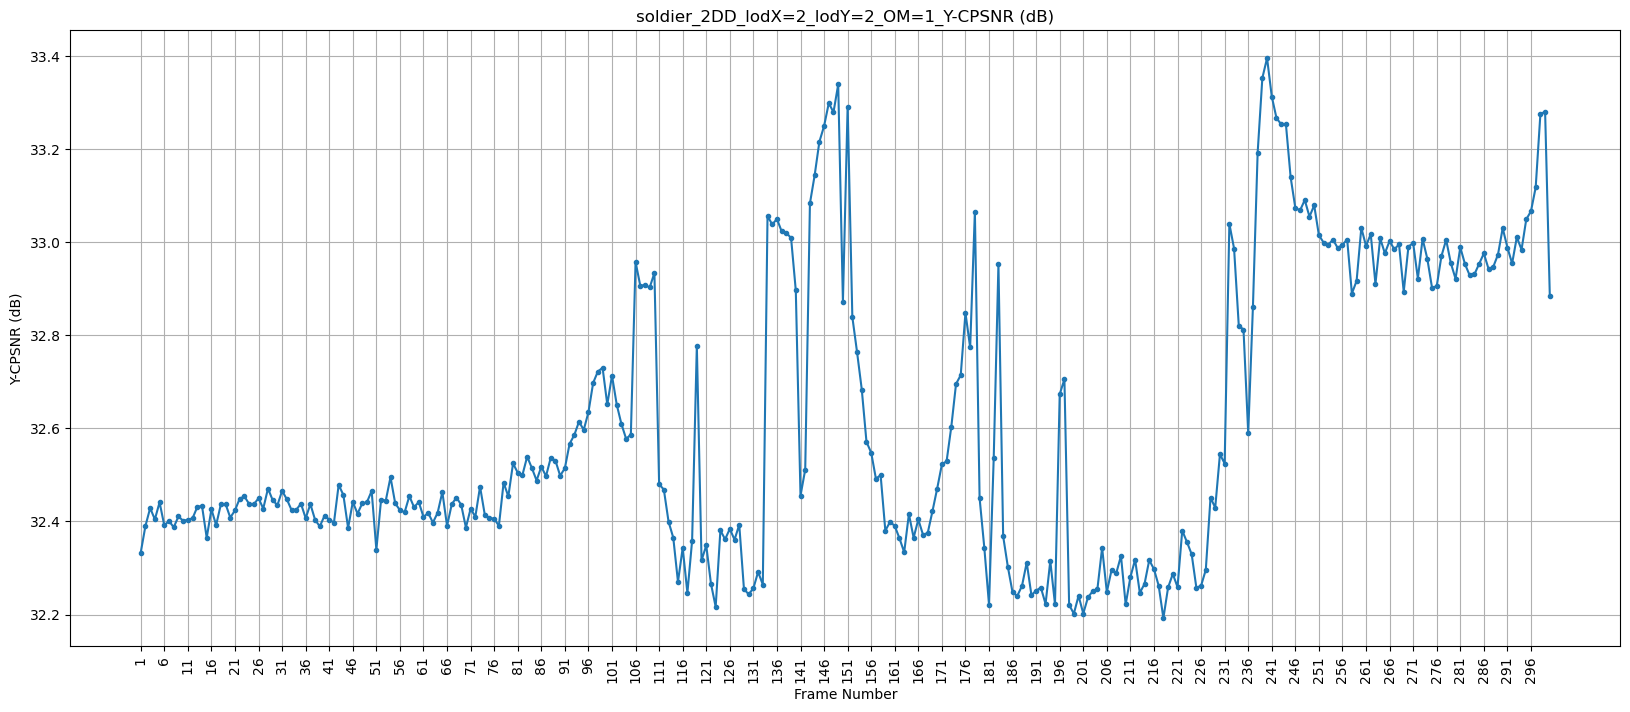 soldier_2DD_lodX=2_lodY=2_OM=1_Y-CPSNR (dB)
33.4
33.2
33.0
32.8
32.6
32.4
32.2
Y-CPSNR (dB)
1 6 11 16 21 26 31 36 41 46 51 56 61 66 71 76 81 86 91 96 101 106 111 116 121 126 131 136 141 146 151 156 161 166 171 176 181 186 191 196 201 206 211 216 221 226 231 236 241 246 251 256 261 266 271 276 281 286 291 296
Frame Number